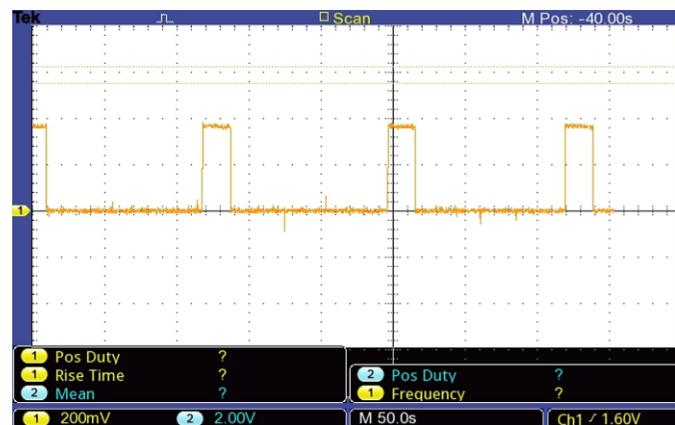 Tek Scan M Pos: -40.00s
1
1 Pos Duty ?
1 Rise Time ?
2 Mean ?
2 Pos Duty ?
1 Frequency ?
1 200mV 2 2.00V M 50.0s Ch1 / 1.60V